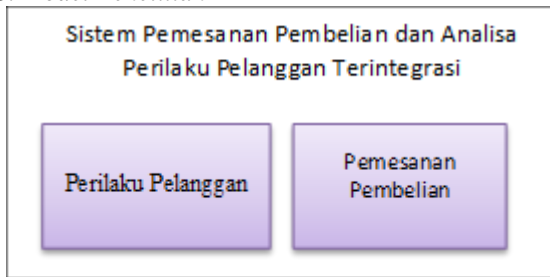 Sistem Pemesanan Pembelian dan Analisa
Perilaku Pelanggan Terintegrasi
Perilaku Pelanggan
Pemesanan
Pembelian